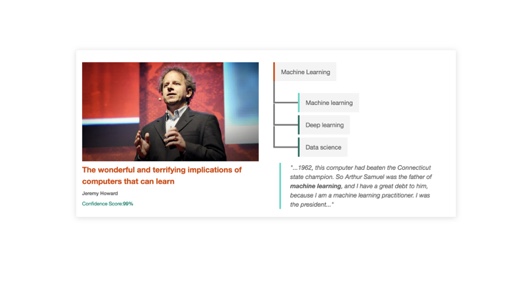 Machine Learning
Machine learning
Deep learning
Data science
The wonderful and terrifying implications of
computers that can learn
Jeremy Howard
Confidence Score:99%
"...1962, this computer had beaten the Connecticut
state champion. So Arthur Samuel was the father of
machine learning, and I have a great debt to him,
because I am a machine learning practitioner. I was
the president..."